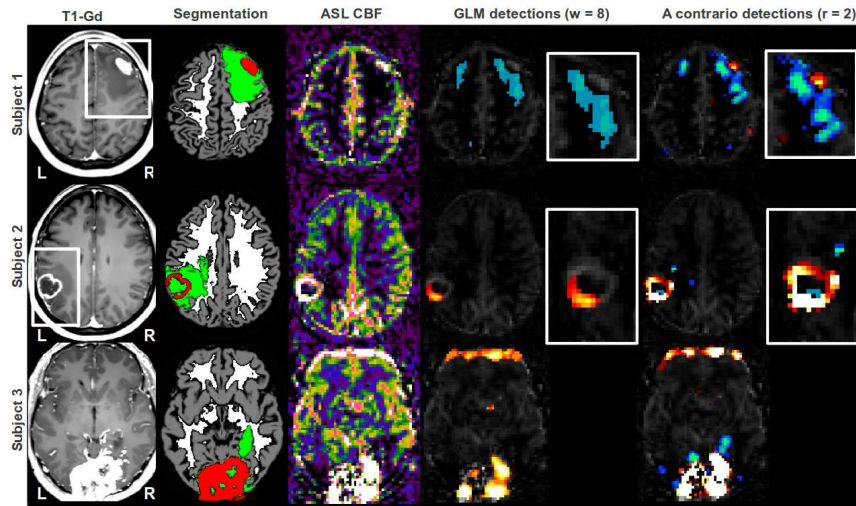 T1-Gd Segmentation ASL CBF GLM detections (w = 8) A contrario detections (r = 2)
Subject 1
L R
Subject 2
L R
Subject 3
L R